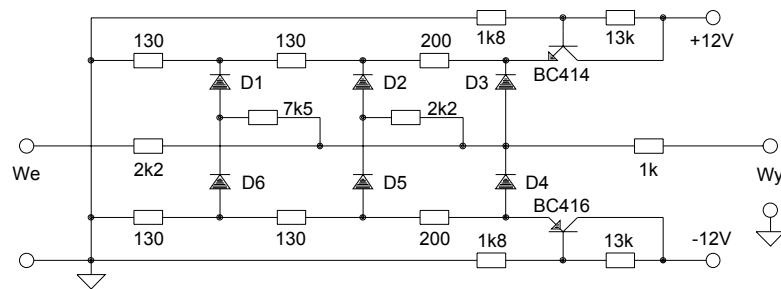 1k8 13k
130 130 200 +12V
BC414
D1 D2 D3
7k5 2k2
We 2k2 1k Wy
D6 D5 D4
BC416
130 130 200 1k8 13k -12V